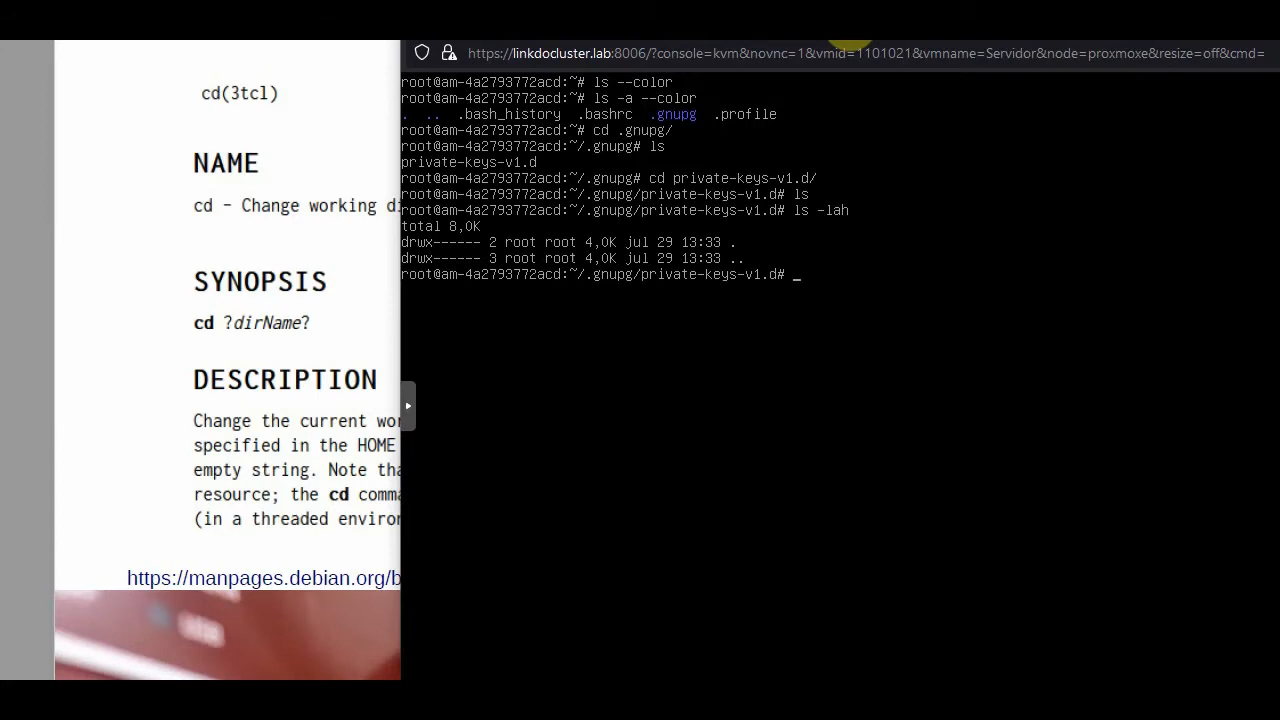 cd(3tcl)
NAME
cd - Change working di
SYNOPSIS
cd ?dirName?
DESCRIPTION
Change the current wor
specified in the HOME
empty string. Note tha
resource; the cd comma
(in a threaded environ
https://manpages.debian.org/b
https://linkdocluster.lab:8006/?console=kvm&novnc=1&vmid=1101021&vmname=Servidor&node=proxmoxe&resize=off&cmd=
root@am-4a2793772acd:~# ls --color
root@am-4a2793772acd:~# ls -a --color
.  ..  .bash_history  .bashrc  .gnupg  .profile
root@am-4a2793772acd:~# cd .gnupg/
root@am-4a2793772acd:~/.gnupg# ls
private-keys-v1.d
root@am-4a2793772acd:~/.gnupg# cd private-keys-v1.d/
root@am-4a2793772acd:~/.gnupg/private-keys-v1.d# ls
root@am-4a2793772acd:~/.gnupg/private-keys-v1.d# ls -lah
total 8,0K
drwx------ 2 root root 4,0K jul 29 13:33 .
drwx------ 3 root root 4,0K jul 29 13:33 ..
root@am-4a2793772acd:~/.gnupg/private-keys-v1.d# _